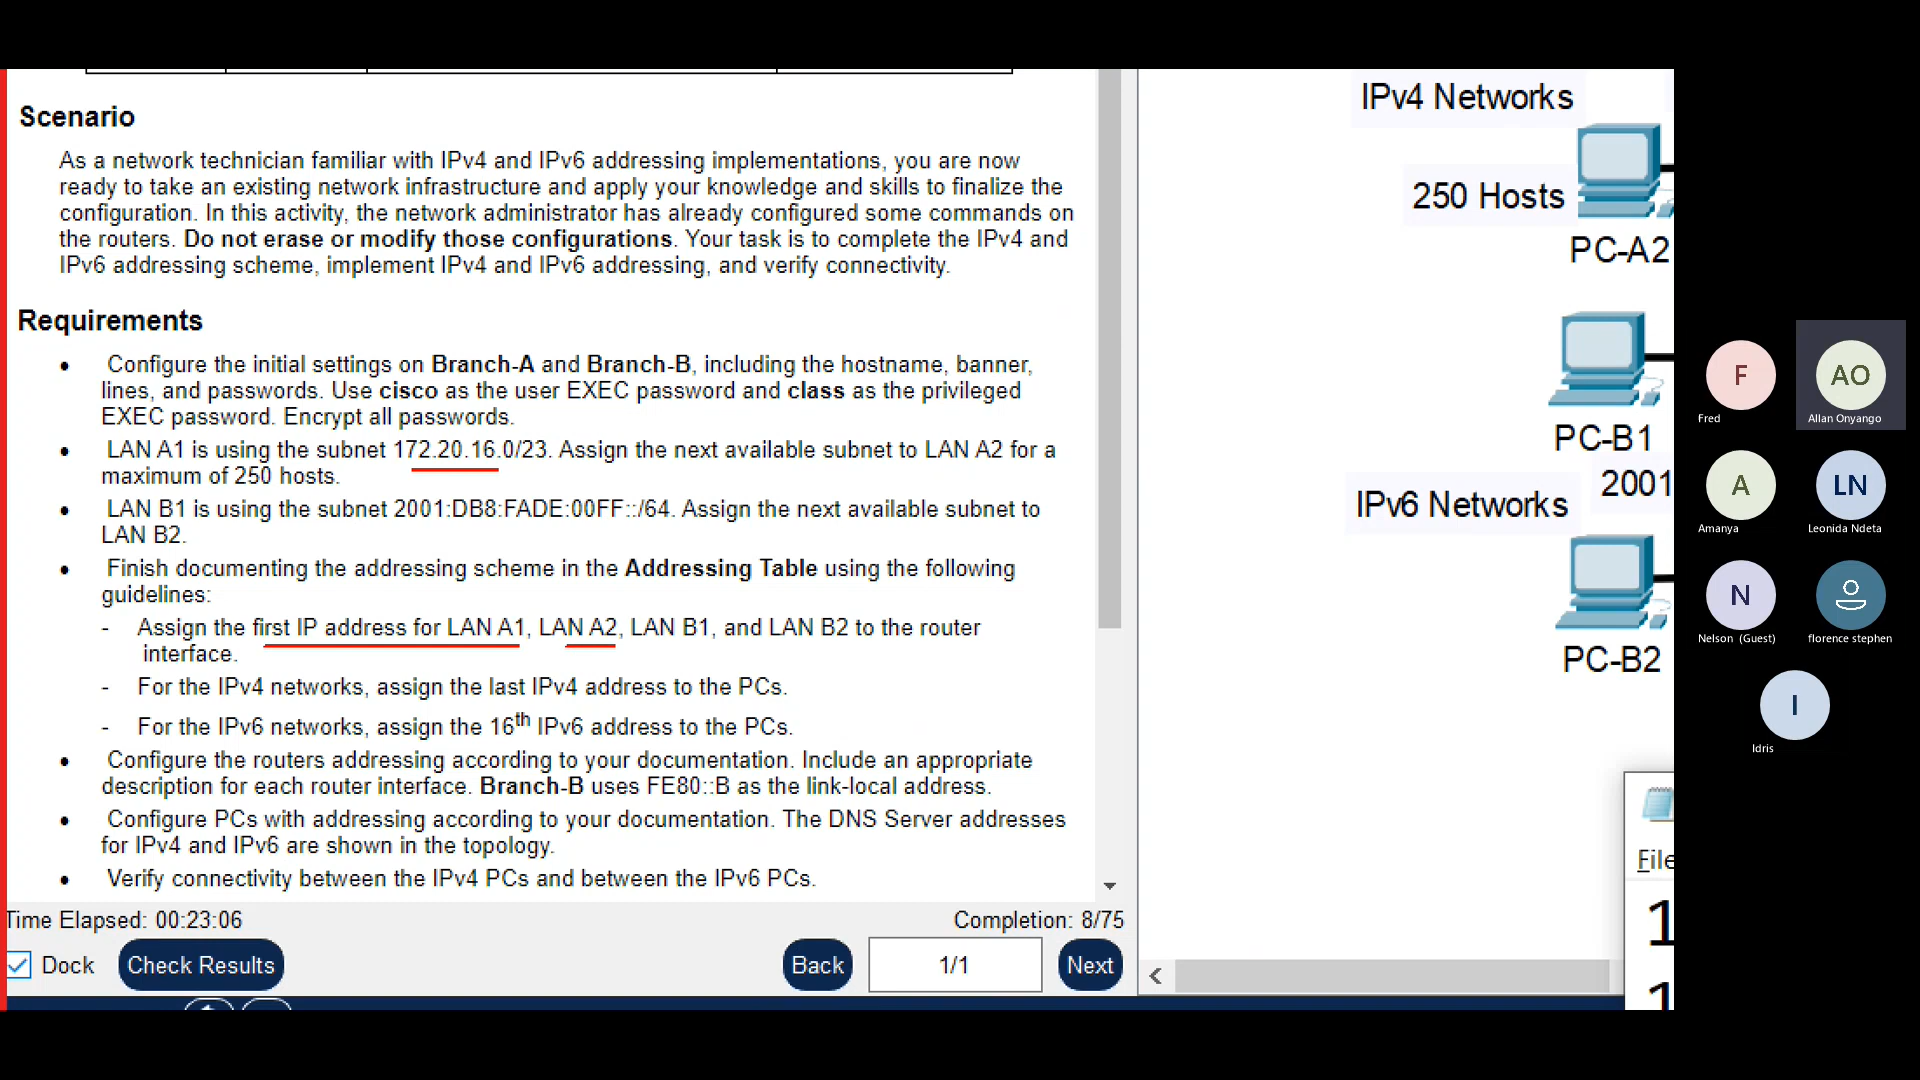 Scenario
As a network technician familiar with IPv4 and IPv6 addressing implementations, you are now
ready to take an existing network infrastructure and apply your knowledge and skills to finalize the
configuration. In this activity, the network administrator has already configured some commands on
the routers. Do not erase or modify those configurations. Your task is to complete the IPv4 and
IPv6 addressing scheme, implement IPv4 and IPv6 addressing, and verify connectivity.
Requirements
• Configure the initial settings on Branch-A and Branch-B, including the hostname, banner,
lines, and passwords. Use cisco as the user EXEC password and class as the privileged
EXEC password. Encrypt all passwords.
• LAN A1 is using the subnet 172.20.16.0/23. Assign the next available subnet to LAN A2 for a
maximum of 250 hosts.
• LAN B1 is using the subnet 2001:DB8:FADE:00FF::/64. Assign the next available subnet to
LAN B2.
• Finish documenting the addressing scheme in the Addressing Table using the following
guidelines:
- Assign the first IP address for LAN A1, LAN A2, LAN B1, and LAN B2 to the router
interface.
- For the IPv4 networks, assign the last IPv4 address to the PCs.
- For the IPv6 networks, assign the 16th IPv6 address to the PCs.
• Configure the routers addressing according to your documentation. Include an appropriate
description for each router interface. Branch-B uses FE80::B as the link-local address.
• Configure PCs with addressing according to your documentation. The DNS Server addresses
for IPv4 and IPv6 are shown in the topology.
• Verify connectivity between the IPv4 PCs and between the IPv6 PCs.
Time Elapsed: 00:23:06
Completion: 8/75
Dock
Check Results
Back
1/1
Next
IPv4 Networks
250 Hosts
PC-A2
PC-B1
2001
IPv6 Networks
PC-B2
File
1
1
F
Fred
AO
Allan Onyango
A
Amanya
LN
Leonida Ndeta
N
Nelson (Guest)
florence stephen
I
Idris